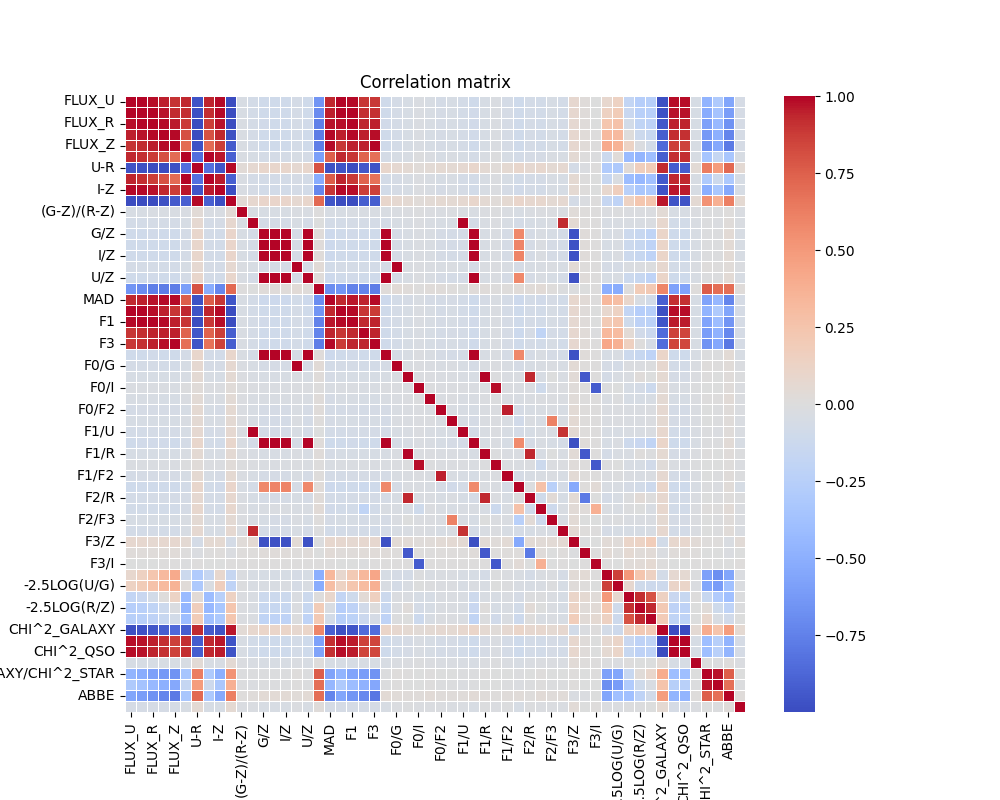 Correlation matrix
FLUX_U
FLUX_R
FLUX_Z
U-R
I-Z
(G-Z)/(R-Z)
G/Z
I/Z
U/Z
MAD
F1
F3
F0/G
F0/I
F0/F2
F1/U
F1/R
F1/F2
F2/R
F2/F3
F3/Z
F3/I
-2.5LOG(U/G)
-2.5LOG(R/Z)
CHI^2_GALAXY
CHI^2_QSO
AXY/CHI^2_STAR
ABBE
FLUX_U
FLUX_R
FLUX_Z
U-R
I-Z
(G-Z)/(R-Z)
G/Z
I/Z
U/Z
MAD
F1
F3
F0/G
F0/I
F0/F2
F1/U
F1/R
F1/F2
F2/R
F2/F3
F3/Z
F3/I
.5LOG(U/G)
.5LOG(R/Z)
^2_GALAXY
CHI^2_QSO
HI^2_STAR
ABBE
1.00
0.75
0.50
0.25
0.00
−0.25
−0.50
−0.75